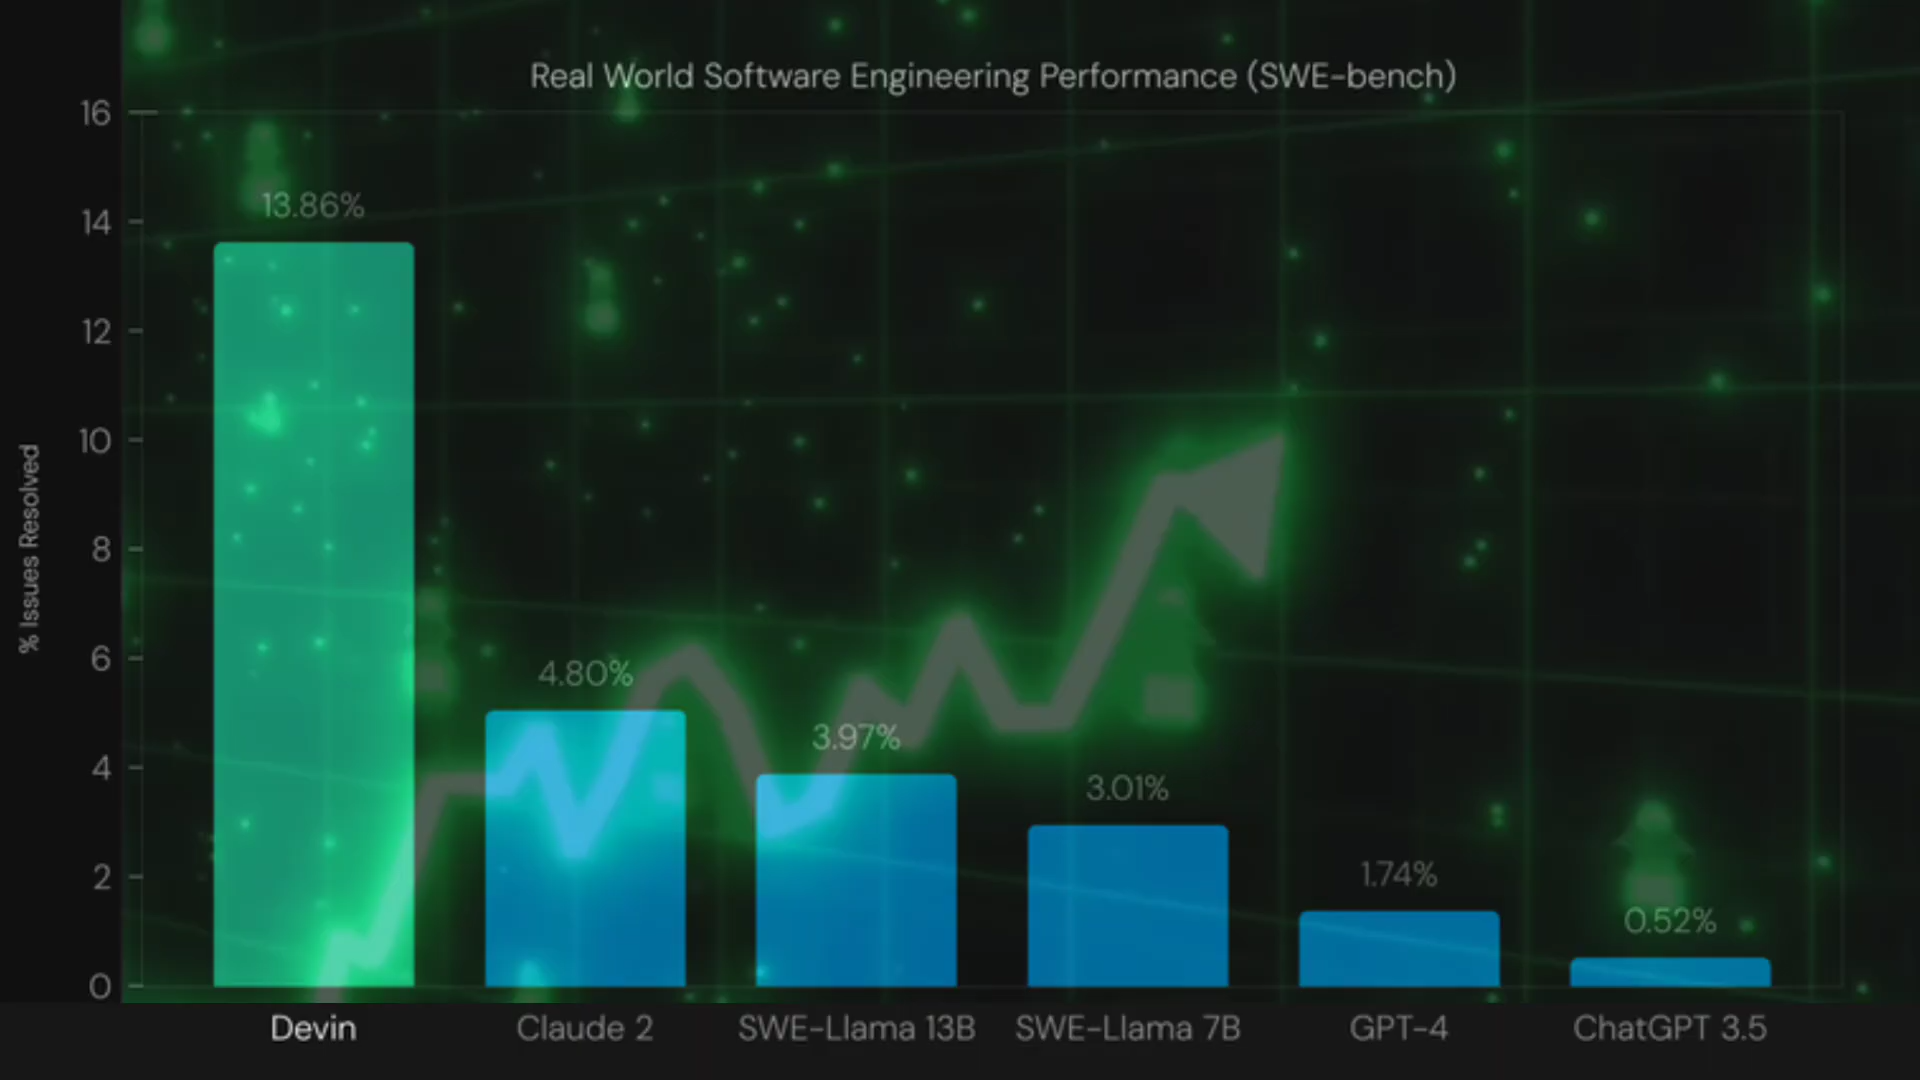 Real World Software Engineering Performance (SWE-bench)
16
14
12
10
8
6
4
2
0
% Issues Resolved
13.86%
4.80%
3.97%
3.01%
1.74%
0.52%
Devin
Claude 2
SWE-Llama 13B
SWE-Llama 7B
GPT-4
ChatGPT 3.5